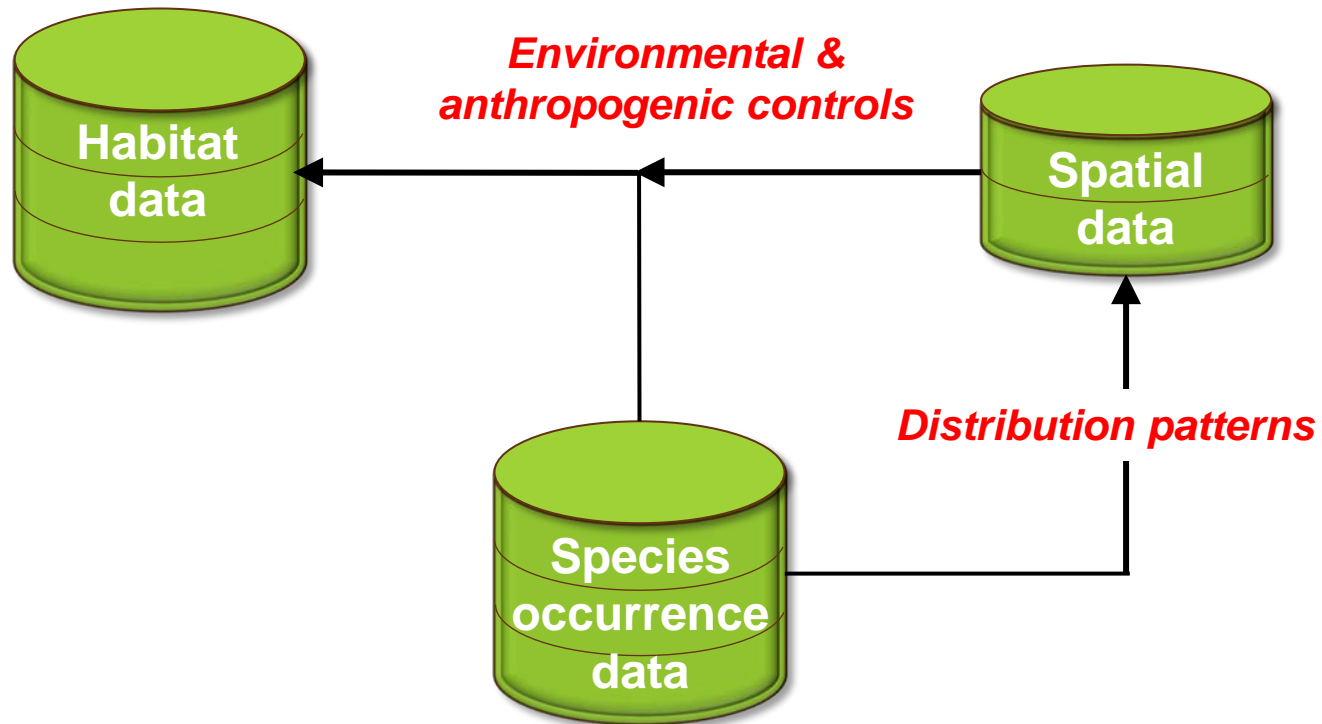 Environmental &
anthropogenic controls
Habitat
data
Spatial
data
Distribution patterns
Species
occurrence
data